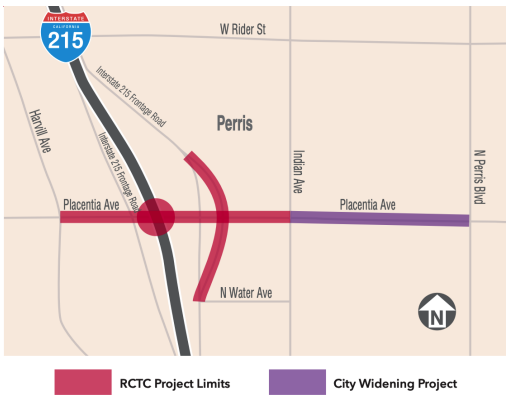 INTERSTATE
CALIFORNIA
215
W Rider St
Interstate 215 Frontage Road
Perris
Harvill Ave
Interstate 215 Frontage Road
Indian Ave
N Perris Blvd
Placentia Ave
Placentia Ave
N Water Ave
N
RCTC Project Limits
City Widening Project